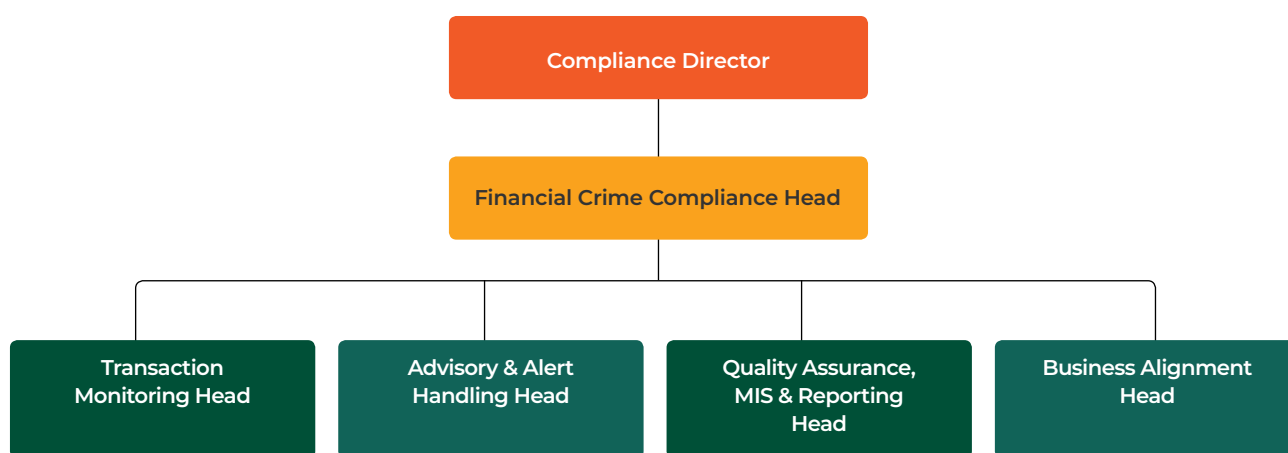 Compliance Director
Financial Crime Compliance Head
Transaction
Monitoring Head
Advisory & Alert
Handling Head
Quality Assurance,
MIS & Reporting
Head
Business Alignment
Head